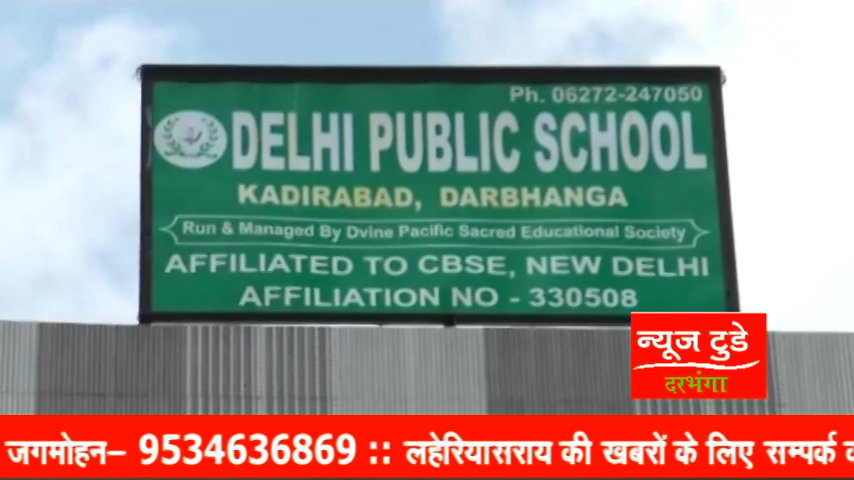 Ph. 06272-247050
DELHI PUBLIC SCHOOL
KADIRABAD, DARBHANGA
Run & Managed By Dvine Pacific Sacred Educational Society
AFFILIATED TO CBSE, NEW DELHI
AFFILIATION NO - 330508
न्यूज टुडे
दरभंगा
जगमोहन– 9534636869 :: लहेरियासराय की खबरों के लिए सम्पर्क